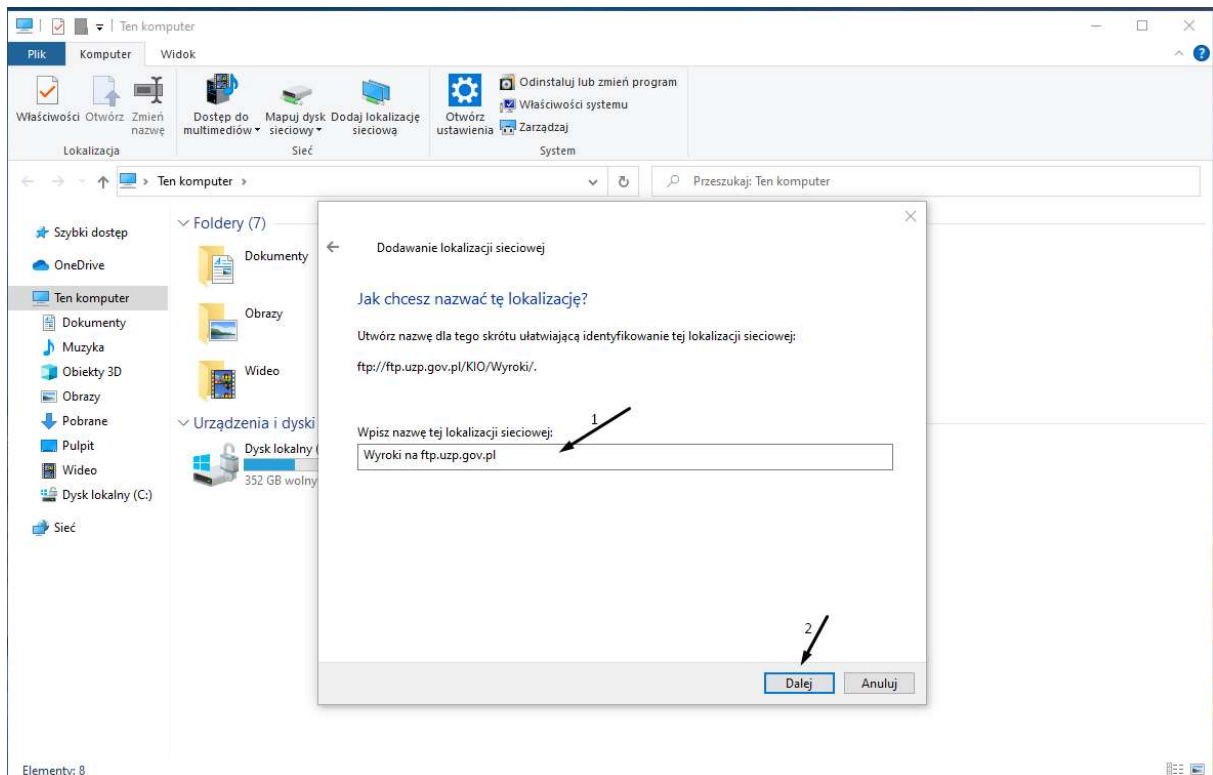 Ten komputer
Plik Komputer Widok
Właściwości Otwórz Zmień nazwę
Lokalizacja
Dostęp do multimediów Mapuj dysk sieciowy Dodaj lokalizację sieciową
Sieć
Otwórz ustawienia
Odinstaluj lub zmień program
Właściwości systemu
Zarządzaj
System
Ten komputer
Przeszukaj: Ten komputer
Szybki dostęp
OneDrive
Ten komputer
Dokumenty
Muzyka
Obiekty 3D
Obrazy
Pobrane
Pulpit
Wideo
Dysk lokalny (C:)
Sieć
Foldery (7)
Dokumenty
Obrazy
Wideo
Urządzenia i dyski
Dysk lokalny (
352 GB wolny
Dodawanie lokalizacji sieciowej
Jak chcesz nazwać tę lokalizację?
Utwórz nazwę dla tego skrótu ułatwiającą identyfikowanie tej lokalizacji sieciowej:
ftp://ftp.uzp.gov.pl/KIO/Wyroki/.
1
Wpisz nazwę tej lokalizacji sieciowej:
Wyroki na ftp.uzp.gov.pl
2
Dalej Anuluj
Elementy: 8